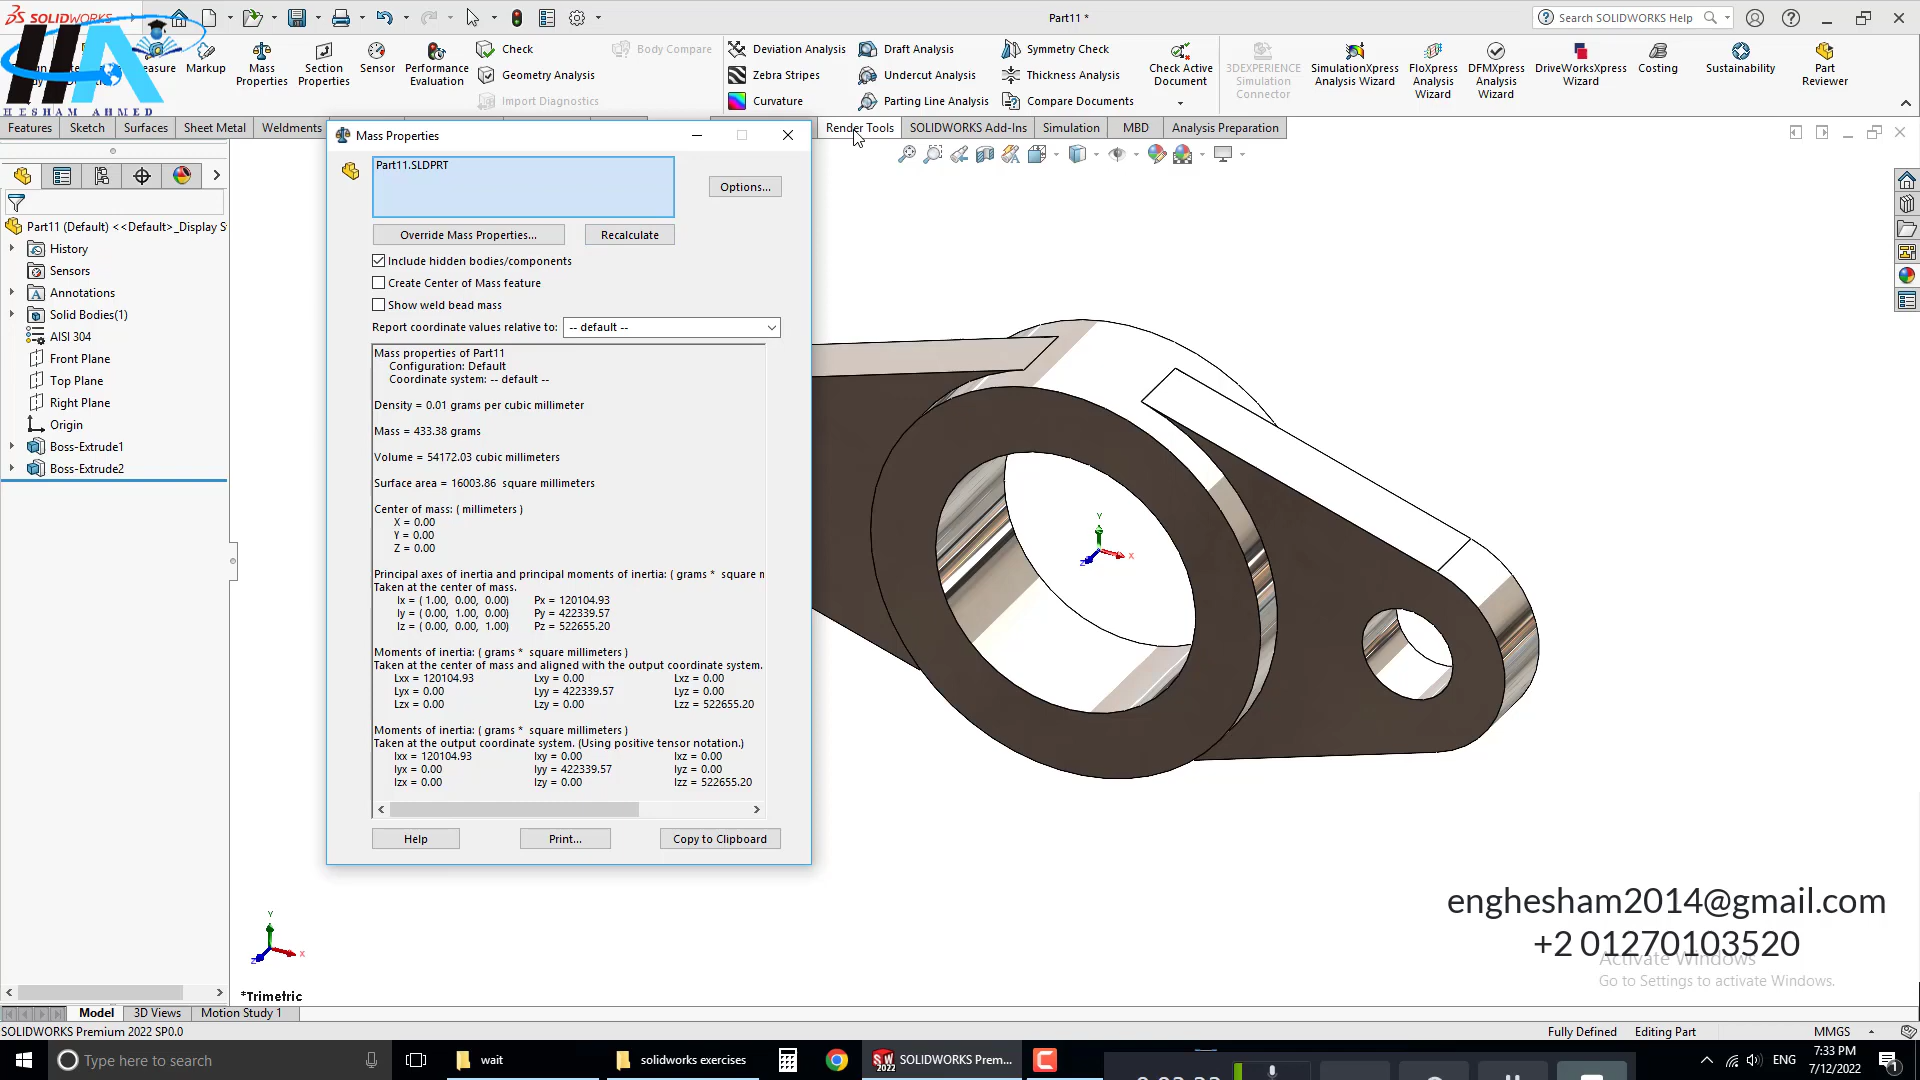 SOLIDWORKS
Part11 *
Search SOLIDWORKS Help
HESHAM AHMED
Markup
Mass Properties
Section Properties
Sensor
Performance Evaluation
Check
Geometry Analysis
Import Diagnostics
Body Compare
Deviation Analysis
Zebra Stripes
Curvature
Draft Analysis
Undercut Analysis
Parting Line Analysis
Symmetry Check
Thickness Analysis
Compare Documents
Check Active Document
3DEXPERIENCE Simulation Connector
SimulationXpress Analysis Wizard
FloXpress Analysis Wizard
DFMXpress Analysis Wizard
DriveWorksXpress Wizard
Costing
Sustainability
Part Reviewer
Features
Sketch
Surfaces
Sheet Metal
Weldments
Render Tools
SOLIDWORKS Add-Ins
Simulation
MBD
Analysis Preparation
Part11 (Default) <<Default>_Display S
History
Sensors
Annotations
Solid Bodies(1)
AISI 304
Front Plane
Top Plane
Right Plane
Origin
Boss-Extrude1
Boss-Extrude2
Mass Properties
Part11.SLDPRT
Options...
Override Mass Properties...
Recalculate
Include hidden bodies/components
Create Center of Mass feature
Show weld bead mass
Report coordinate values relative to:
-- default --
Mass properties of Part11
Configuration: Default
Coordinate system: -- default --
Density = 0.01 grams per cubic millimeter
Mass = 433.38 grams
Volume = 54172.03 cubic millimeters
Surface area = 16003.86 square millimeters
Center of mass: ( millimeters )
X = 0.00
Y = 0.00
Z = 0.00
Principal axes of inertia and principal moments of inertia: ( grams * square m
Taken at the center of mass.
Ix = ( 1.00, 0.00, 0.00) Px = 120104.93
Iy = ( 0.00, 1.00, 0.00) Py = 422339.57
Iz = ( 0.00, 0.00, 1.00) Pz = 522655.20
Moments of inertia: ( grams * square millimeters )
Taken at the center of mass and aligned with the output coordinate system.
Lxx = 120104.93 Lxy = 0.00 Lxz = 0.00
Lyx = 0.00 Lyy = 422339.57 Lyz = 0.00
Lzx = 0.00 Lzy = 0.00 Lzz = 522655.20
Moments of inertia: ( grams * square millimeters )
Taken at the output coordinate system. (Using positive tensor notation.)
Ixx = 120104.93 Ixy = 0.00 Ixz = 0.00
Iyx = 0.00 Iyy = 422339.57 Iyz = 0.00
Izx = 0.00 Izy = 0.00 Izz = 522655.20
Help
Print...
Copy to Clipboard
Y
X
Z
Y
X
Z
*Trimetric
enghesham2014@gmail.com
+2 01270103520
Activate Windows
Go to Settings to activate Windows.
Model
3D Views
Motion Study 1
SOLIDWORKS Premium 2022 SP0.0
Fully Defined
Editing Part
MMGS
Type here to search
wait
solidworks exercises
SOLIDWORKS Prem...
ENG
7:33 PM
7/12/2022